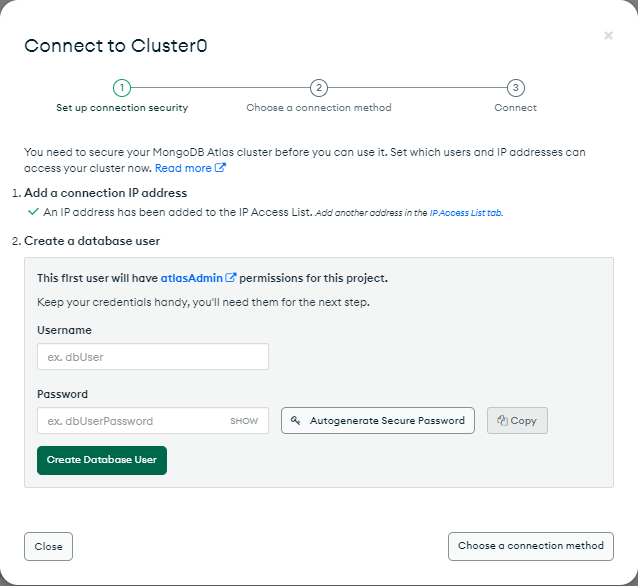 Connect to Cluster0
×
1 2 3
Set up connection security Choose a connection method Connect
You need to secure your MongoDB Atlas cluster before you can use it. Set which users and IP addresses can
access your cluster now. Read more
1. Add a connection IP address
An IP address has been added to the IP Access List. Add another address in the IP Access List tab.
2. Create a database user
This first user will have atlasAdmin permissions for this project.
Keep your credentials handy, you'll need them for the next step.
Username
ex. dbUser
Password
ex. dbUserPassword SHOW Autogenerate Secure Password Copy
Create Database User
Close Choose a connection method